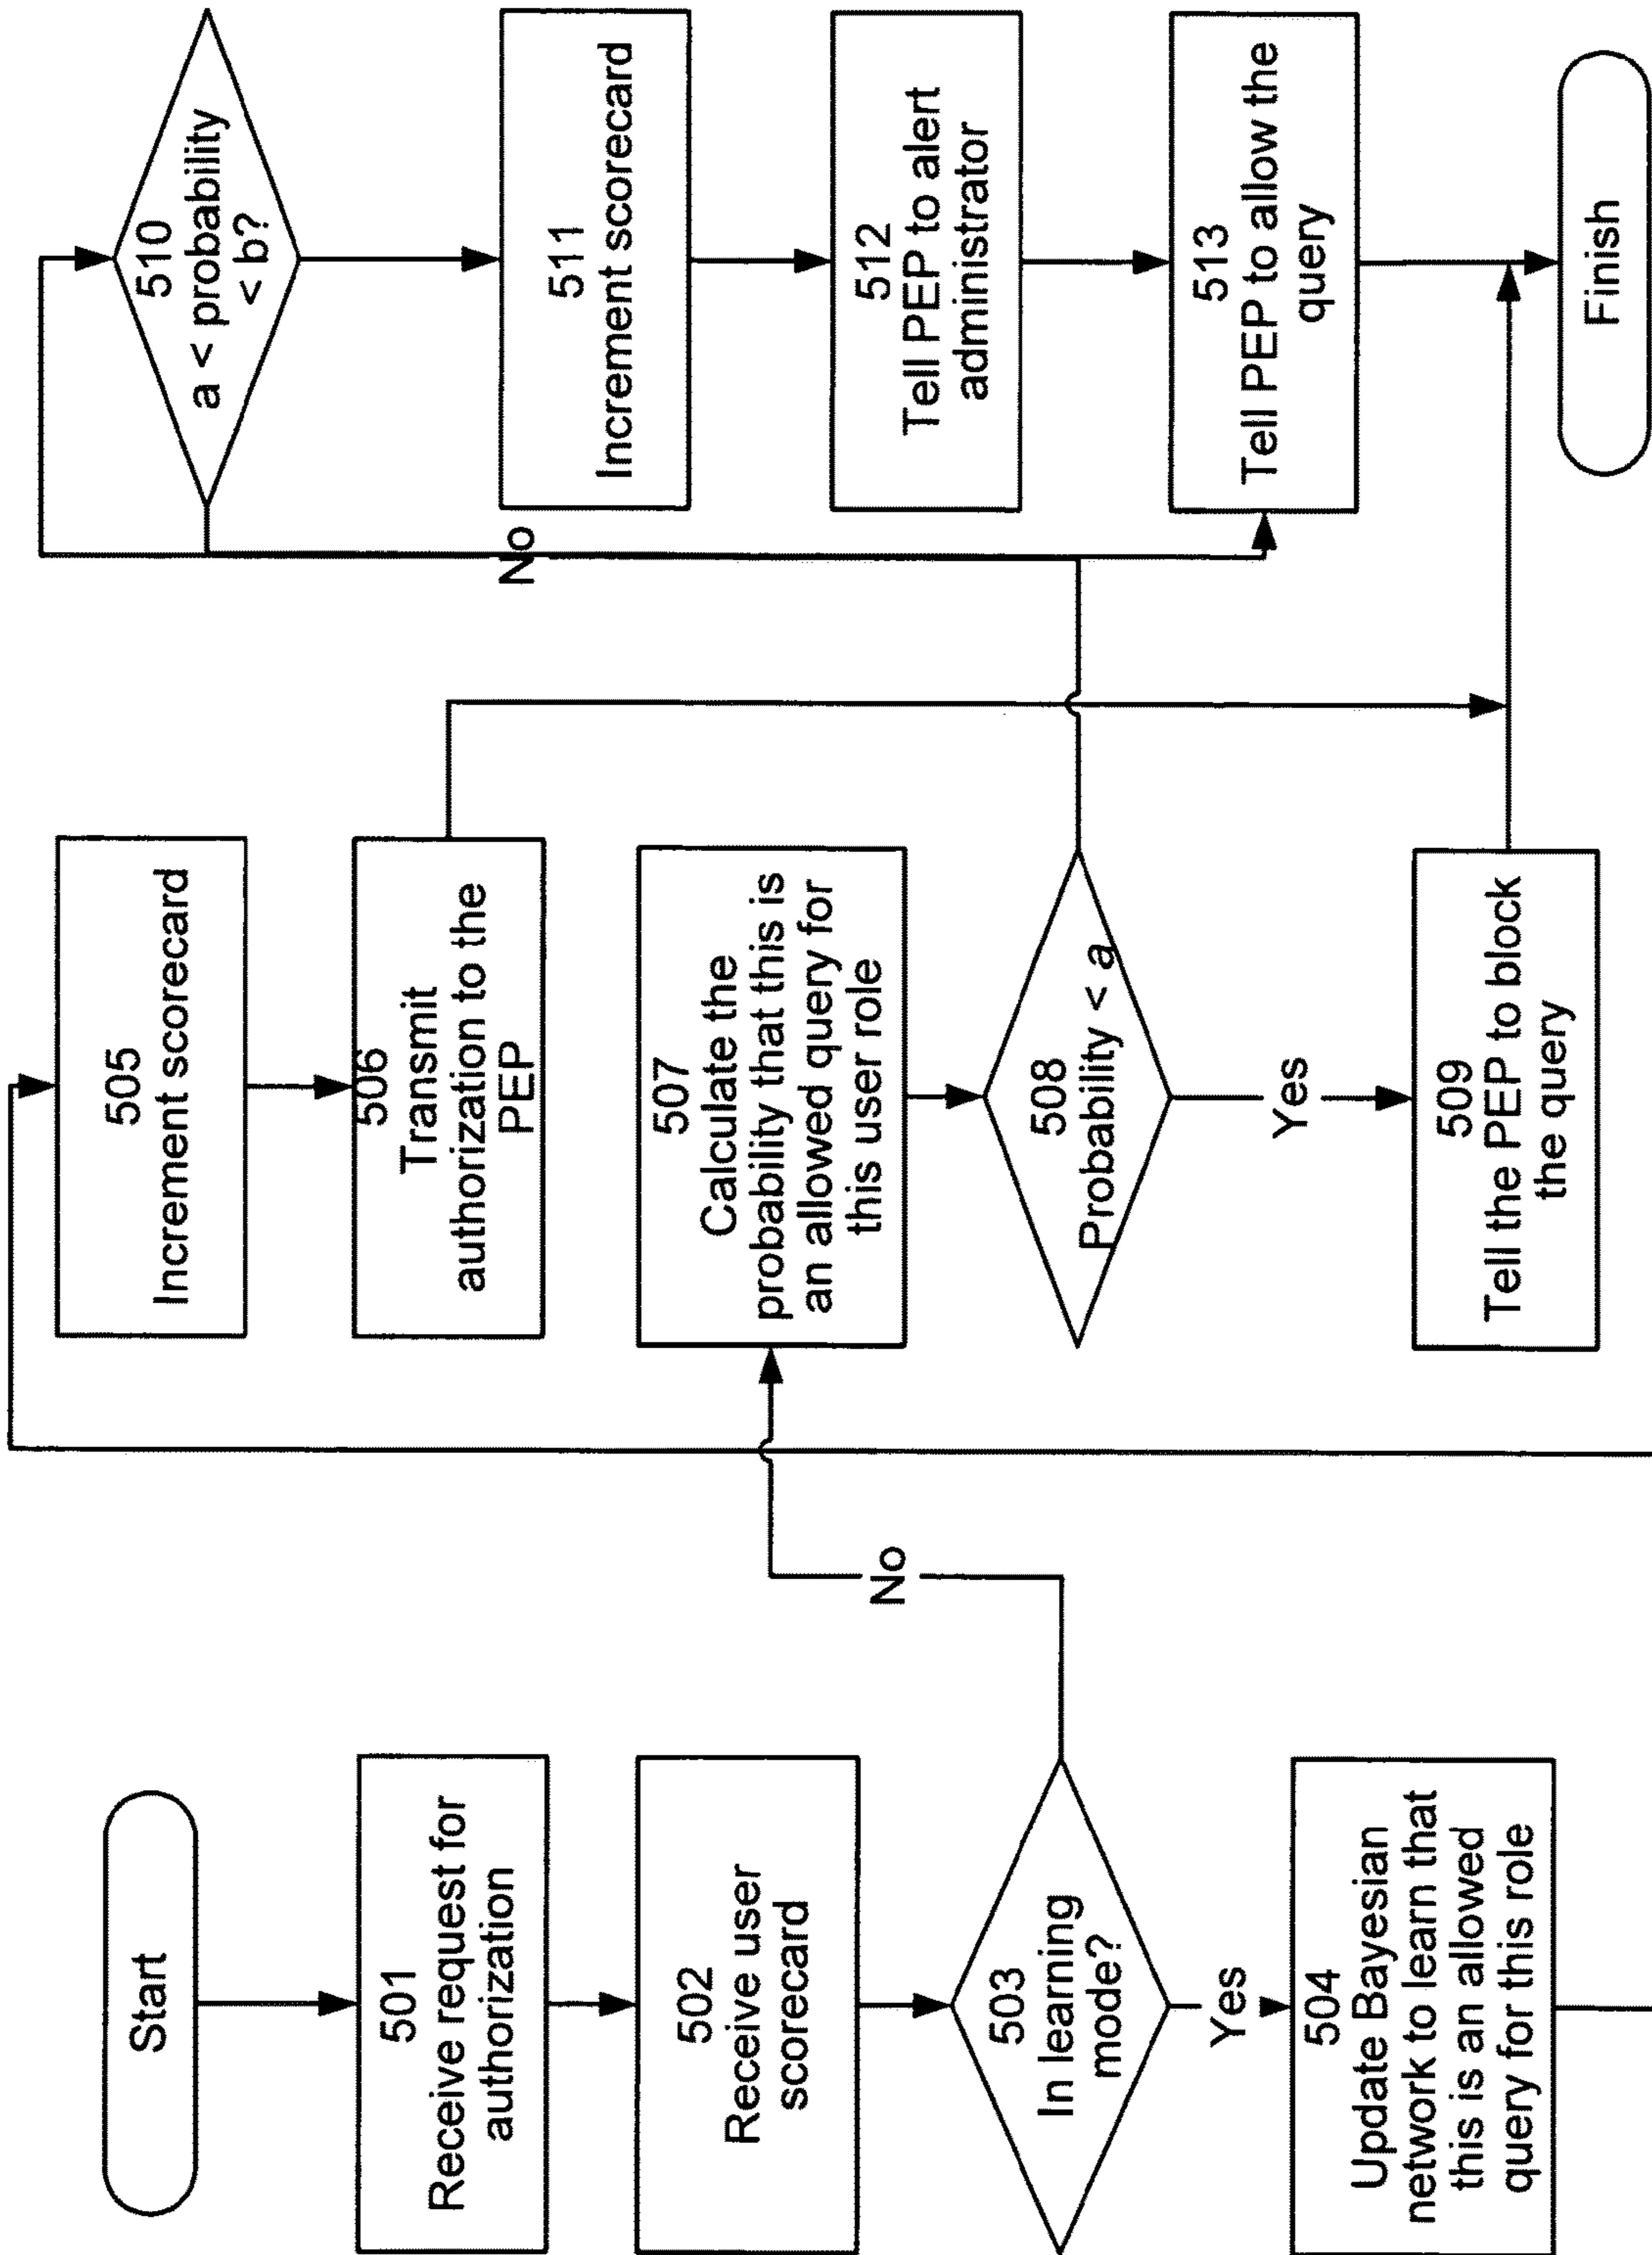 Start
501
Receive request for
authorization
502
Receive user
scorecard
503
In learning
mode?
Yes
No
504
Update Bayesian
network to learn that
this is an allowed
query for this role
505
Increment scorecard
506
Transmit
authorization to the
PEP
507
Calculate the
probability that this is
an allowed query for
this user role
508
Probability < a
Yes
509
Tell the PEP to block
the query
510
a < probability
< b?
No
511
Increment scorecard
512
Tell PEP to alert
administrator
513
Tell PEP to allow the
query
Finish